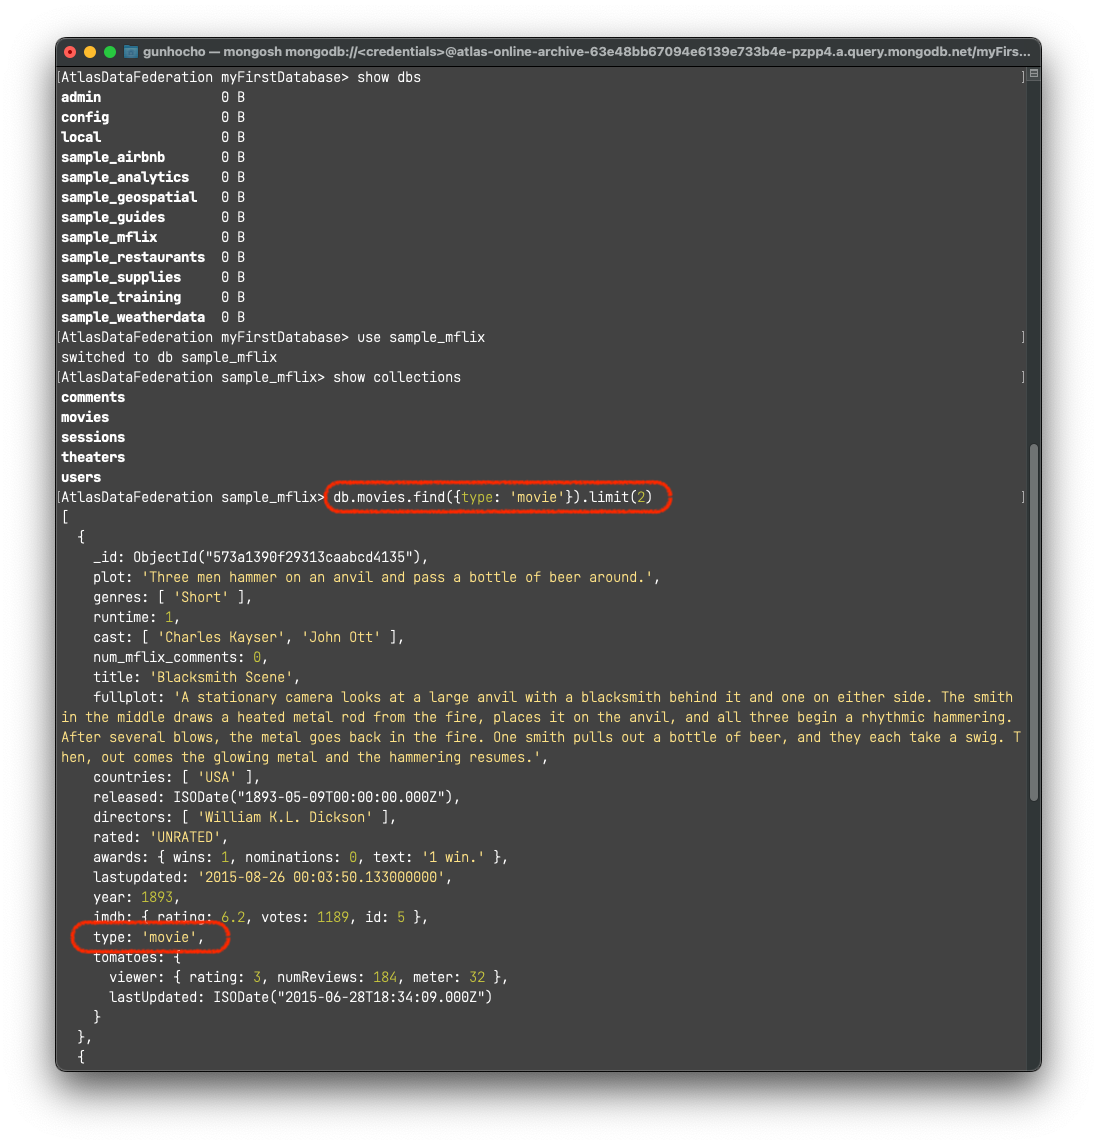 gunhocho — mongosh mongodb://<credentials>@atlas-online-archive-63e48bb67094e6139e733b4e-pzpp4.a.query.mongodb.net/myFirs...
[AtlasDataFederation myFirstDatabase> show dbs ]
admin 0 B
config 0 B
local 0 B
sample_airbnb 0 B
sample_analytics 0 B
sample_geospatial 0 B
sample_guides 0 B
sample_mflix 0 B
sample_restaurants 0 B
sample_supplies 0 B
sample_training 0 B
sample_weatherdata 0 B
[AtlasDataFederation myFirstDatabase> use sample_mflix ]
switched to db sample_mflix
[AtlasDataFederation sample_mflix> show collections ]
comments
movies
sessions
theaters
users
[AtlasDataFederation sample_mflix> db.movies.find({type: 'movie'}).limit(2) ]
[
{
_id: ObjectId("573a1390f29313caabcd4135"),
plot: 'Three men hammer on an anvil and pass a bottle of beer around.',
genres: [ 'Short' ],
runtime: 1,
cast: [ 'Charles Kayser', 'John Ott' ],
num_mflix_comments: 0,
title: 'Blacksmith Scene',
fullplot: 'A stationary camera looks at a large anvil with a blacksmith behind it and one on either side. The smith
in the middle draws a heated metal rod from the fire, places it on the anvil, and all three begin a rhythmic hammering.
After several blows, the metal goes back in the fire. One smith pulls out a bottle of beer, and they each take a swig. T
hen, out comes the glowing metal and the hammering resumes.',
countries: [ 'USA' ],
released: ISODate("1893-05-09T00:00:00.000Z"),
directors: [ 'William K.L. Dickson' ],
rated: 'UNRATED',
awards: { wins: 1, nominations: 0, text: '1 win.' },
lastupdated: '2015-08-26 00:03:50.133000000',
year: 1893,
imdb: { rating: 6.2, votes: 1189, id: 5 },
type: 'movie',
tomatoes: {
viewer: { rating: 3, numReviews: 184, meter: 32 },
lastUpdated: ISODate("2015-06-28T18:34:09.000Z")
}
},
{